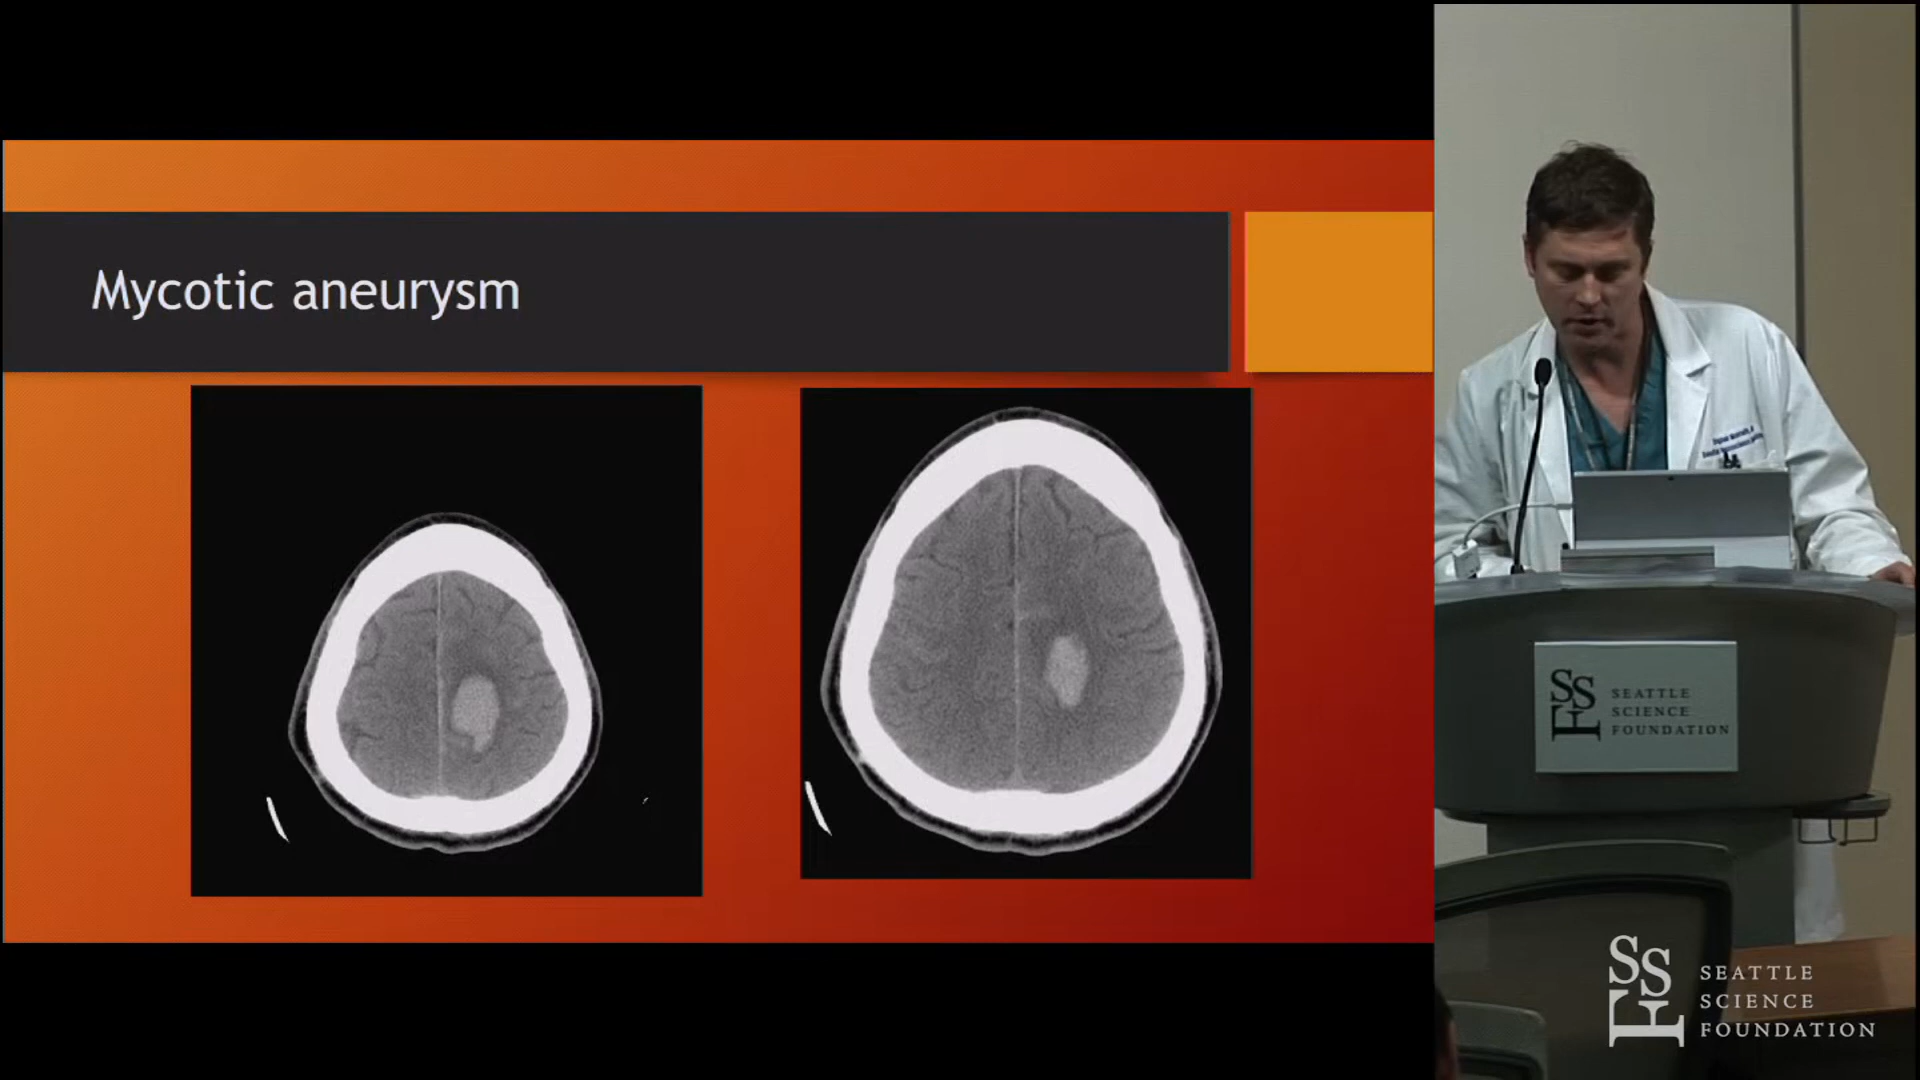 Mycotic aneurysm
SSF
SEATTLE
SCIENCE
FOUNDATION
SSF
SEATTLE
SCIENCE
FOUNDATION